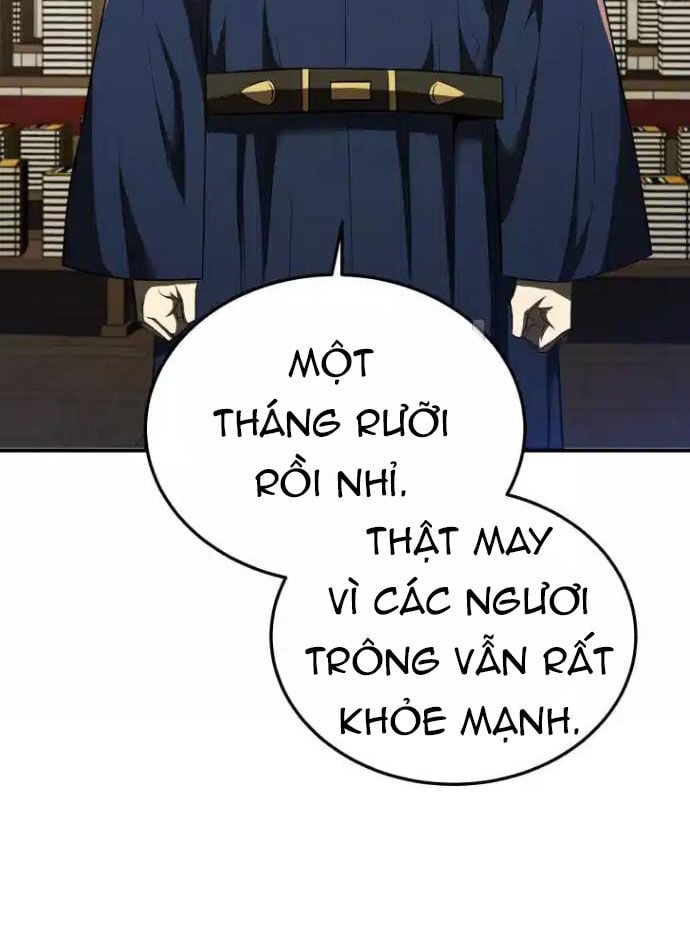 MỘT
THÁNG RƯỠI
RỒI NHỈ.
THẬT MAY
VÌ CÁC NGƯƠI
TRÔNG VẪN RẤT
KHỎE MẠNH.